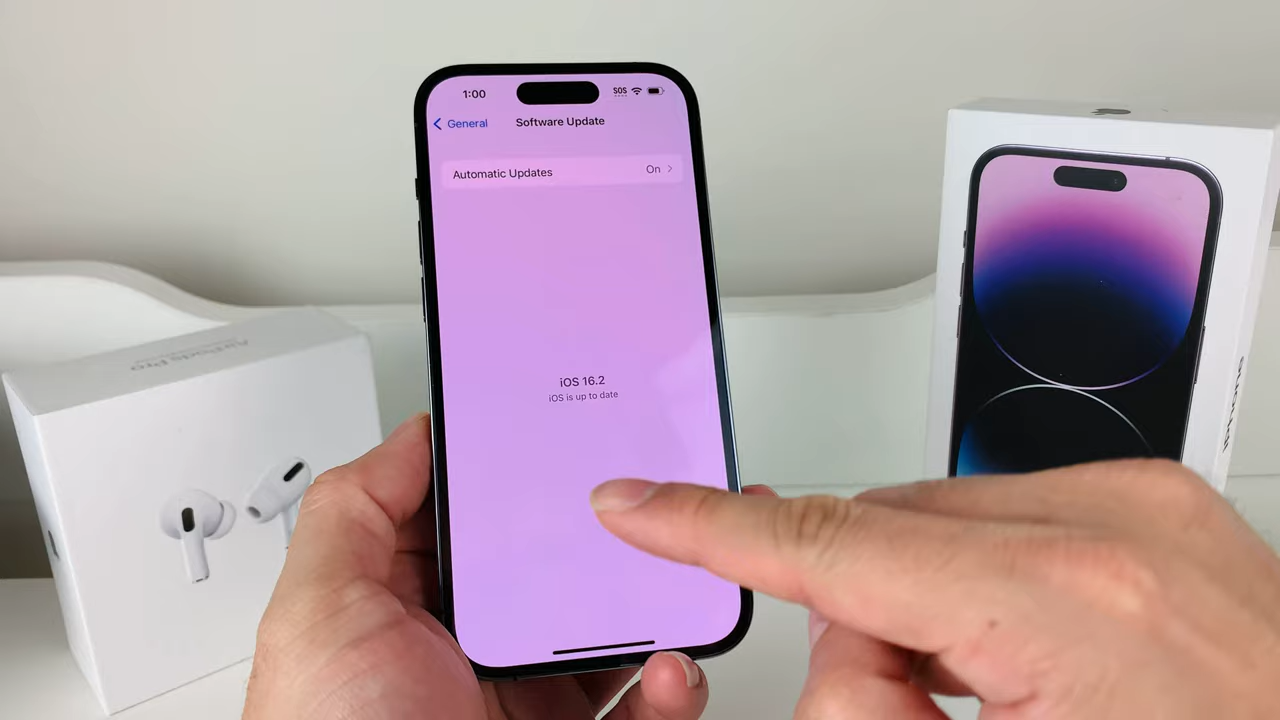 1:00
SOS
General
Software Update
Automatic Updates
On
iOS 16.2
iOS is up to date
AirPods Pro
iPhone